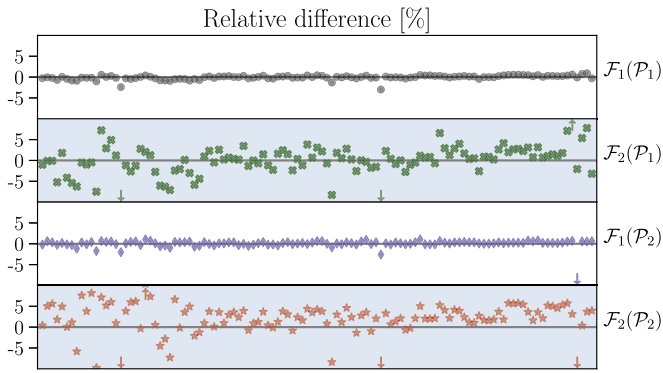 Relative difference [%]
5
0
-5
ℱ₁(𝒫₁)
5
0
-5
ℱ₂(𝒫₁)
5
0
-5
ℱ₁(𝒫₂)
5
0
-5
ℱ₂(𝒫₂)